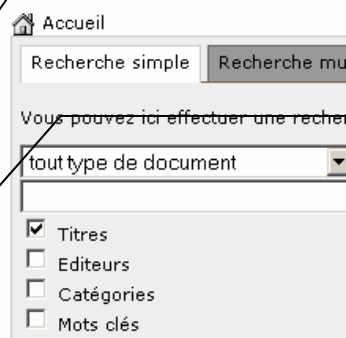 Accueil
Recherche simple Recherche mu
Vous pouvez ici effectuer une recher
tout type de document
Titres
Editeurs
Catégories
Mots clés